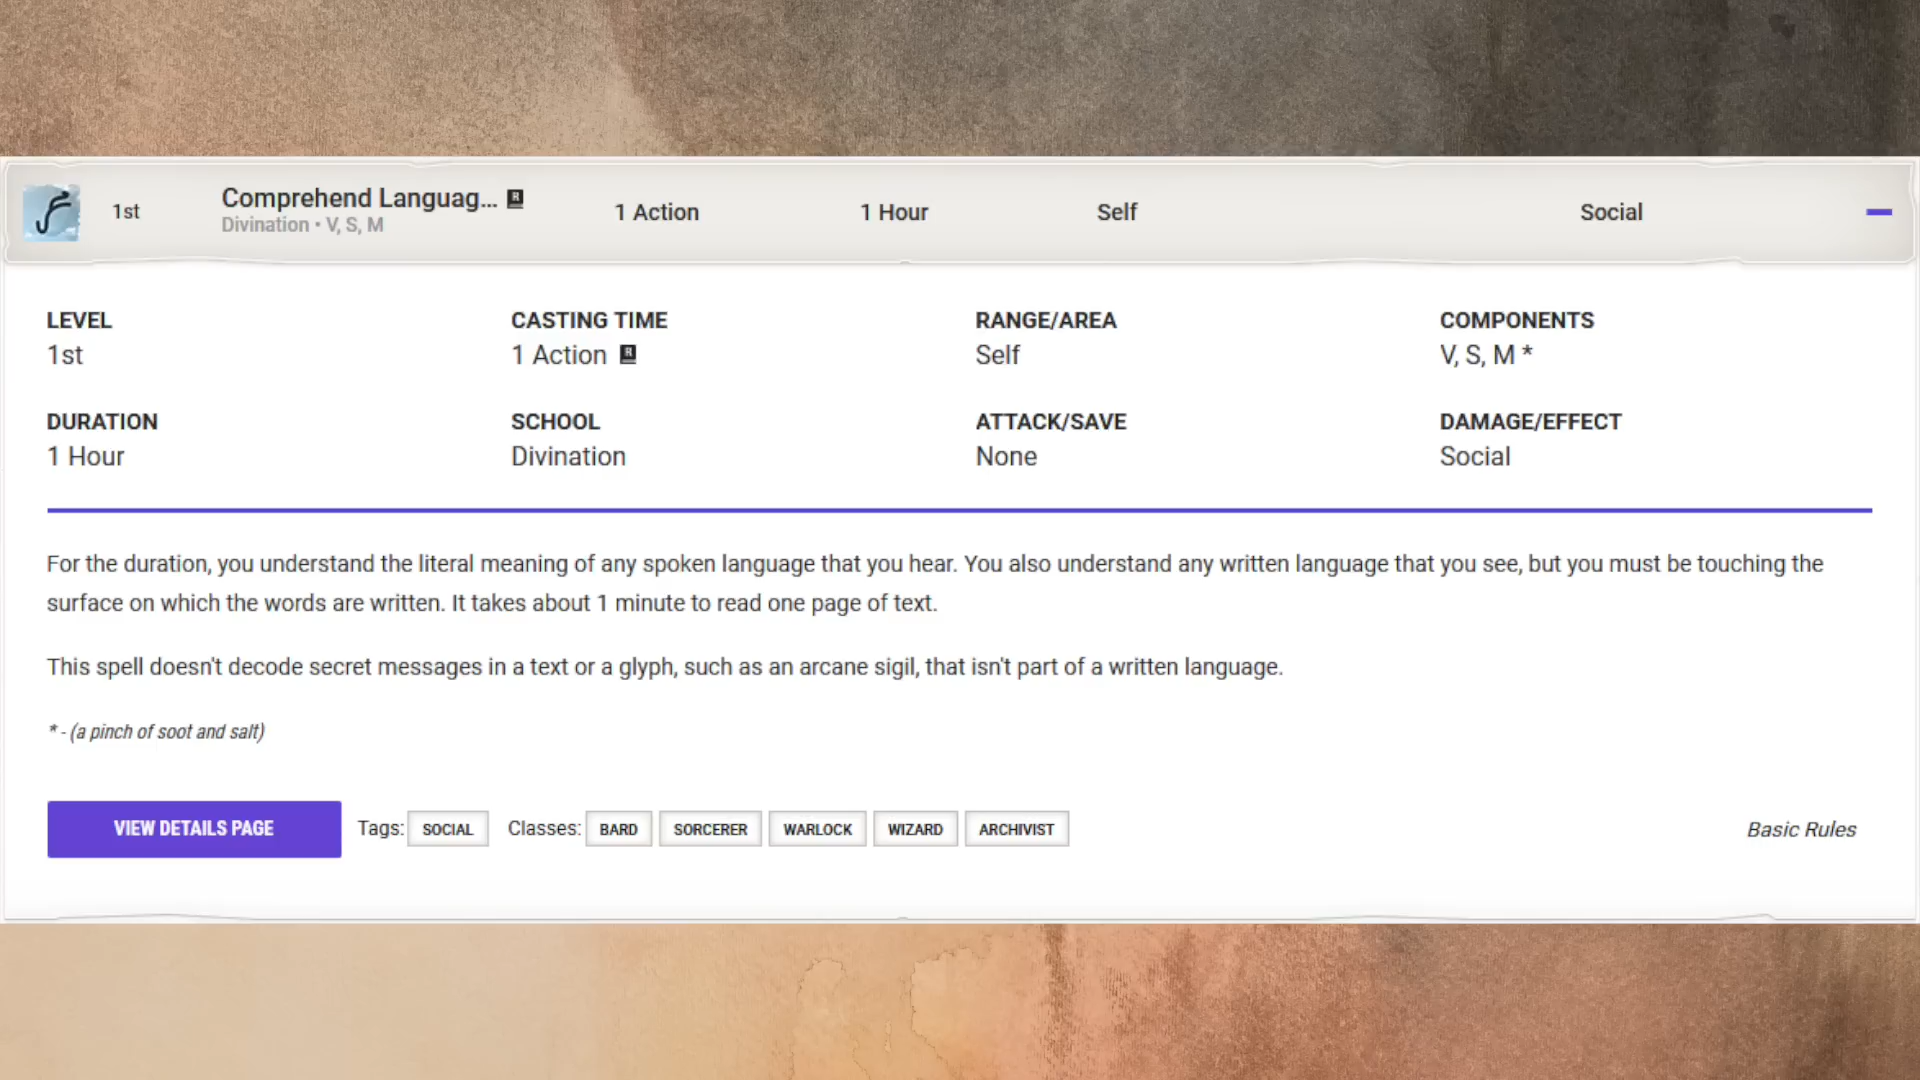 1st
Comprehend Languag...
Divination • V, S, M
1 Action
1 Hour
Self
Social
LEVEL
1st
CASTING TIME
1 Action
RANGE/AREA
Self
COMPONENTS
V, S, M *
DURATION
1 Hour
SCHOOL
Divination
ATTACK/SAVE
None
DAMAGE/EFFECT
Social
For the duration, you understand the literal meaning of any spoken language that you hear. You also understand any written language that you see, but you must be touching the
surface on which the words are written. It takes about 1 minute to read one page of text.
This spell doesn't decode secret messages in a text or a glyph, such as an arcane sigil, that isn't part of a written language.
* - (a pinch of soot and salt)
VIEW DETAILS PAGE
Tags: SOCIAL Classes: BARD SORCERER WARLOCK WIZARD ARCHIVIST
Basic Rules